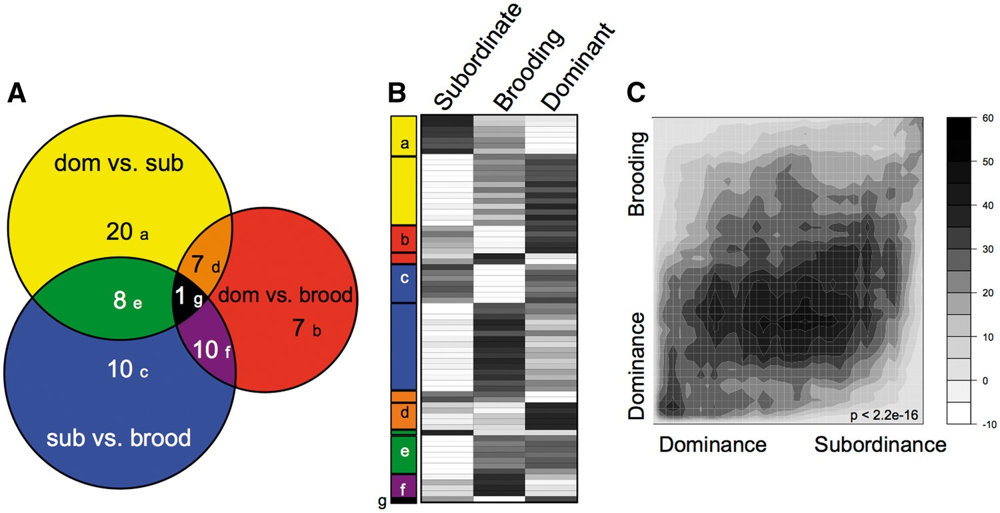 A
dom vs. sub
20 a
7 d
8 e
1 g
dom vs. brood
7 b
10 f
10 c
sub vs. brood
B
Subordinate
Brooding
Dominant
a
b
c
d
e
f
g
C
Brooding
Dominance
p < 2.2e-16
Dominance
Subordinance
60
50
40
30
20
10
0
-10